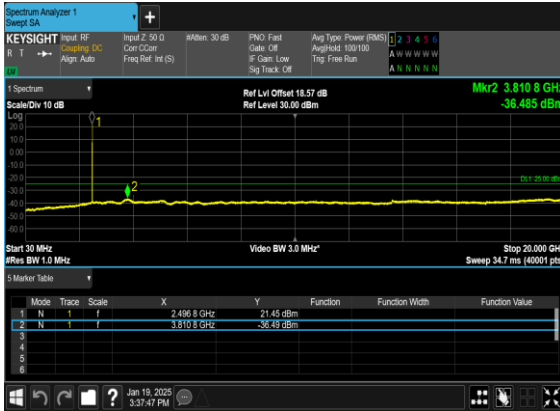 Spectrum Analyzer 1
Swept SA
+
KEYSIGHT
R T
LXI
Input: RF
Coupling: DC
Align: Auto
Input Z: 50 Ω
Corr CCorr
Freq Ref: Int (S)
#Atten: 30 dB
PNO: Fast
Gate: Off
IF Gain: Low
Sig Track: Off
Avg Type: Power (RMS)
Avg|Hold: 100/100
Trig: Free Run
1 2 3 4 5 6
A W W W W W
A N N N N N
1 Spectrum
Scale/Div 10 dB
Ref Lvl Offset 18.57 dB
Ref Level 30.00 dBm
Mkr2 3.810 8 GHz
-36.485 dBm
Log
20.0
10.0
0.00
-10.0
-20.0
-30.0
-40.0
-50.0
-60.0
1
2
DL1 -25.00 dBm
Start 30 MHz
#Res BW 1.0 MHz
Video BW 3.0 MHz*
Stop 20.000 GHz
Sweep 34.7 ms (40001 pts)
5 Marker Table
Mode Trace Scale X Y Function Function Width Function Value
1 N 1 f 2.496 8 GHz 21.45 dBm
2 N 1 f 3.810 8 GHz -36.49 dBm
3
4
5
6
?
Jan 19, 2025
3:37:47 PM